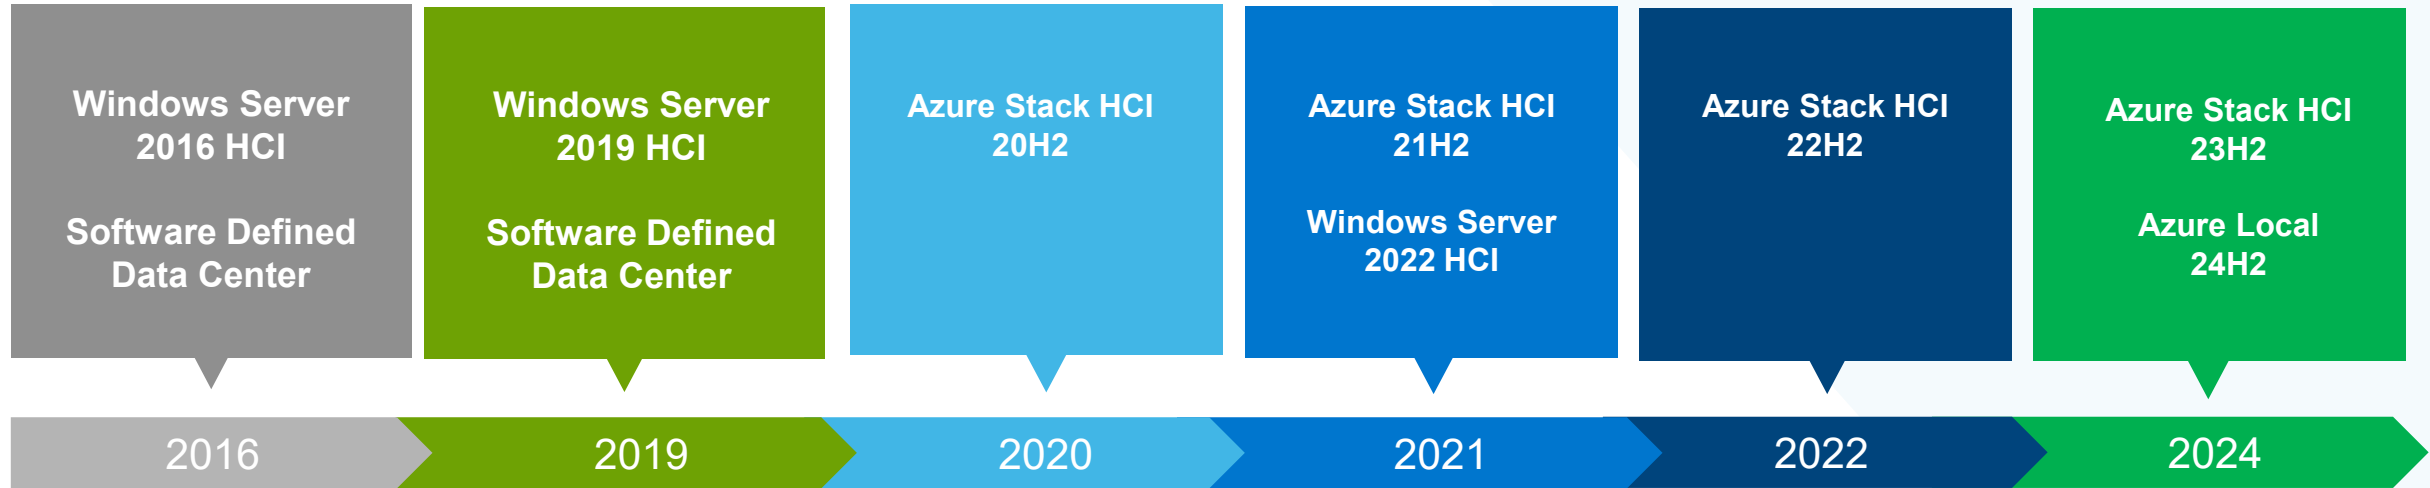 Windows Server
2016 HCI
Software Defined
Data Center
Windows Server
2019 HCI
Software Defined
Data Center
Azure Stack HCI
20H2
Azure Stack HCI
21H2
Windows Server
2022 HCI
Azure Stack HCI
22H2
Azure Stack HCI
23H2
Azure Local
24H2
2016
2019
2020
2021
2022
2024